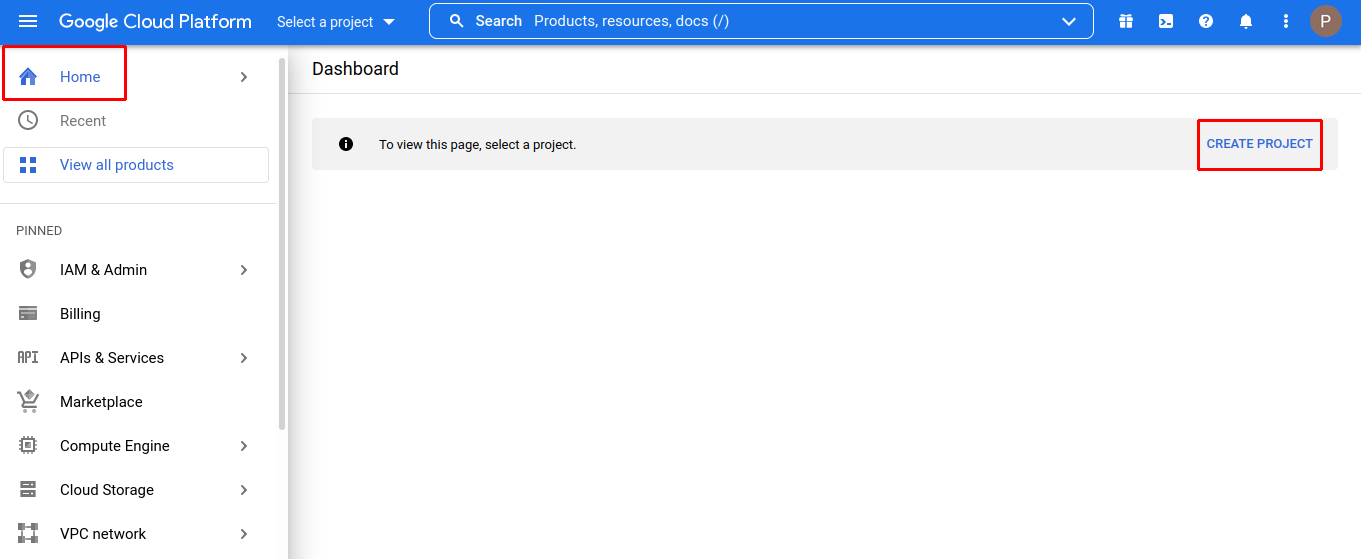 Google Cloud Platform Select a project Search Products, resources, docs (/) P
Home
Recent
View all products
PINNED
IAM & Admin
Billing
API APIs & Services
Marketplace
Compute Engine
Cloud Storage
VPC network
Dashboard
To view this page, select a project. CREATE PROJECT